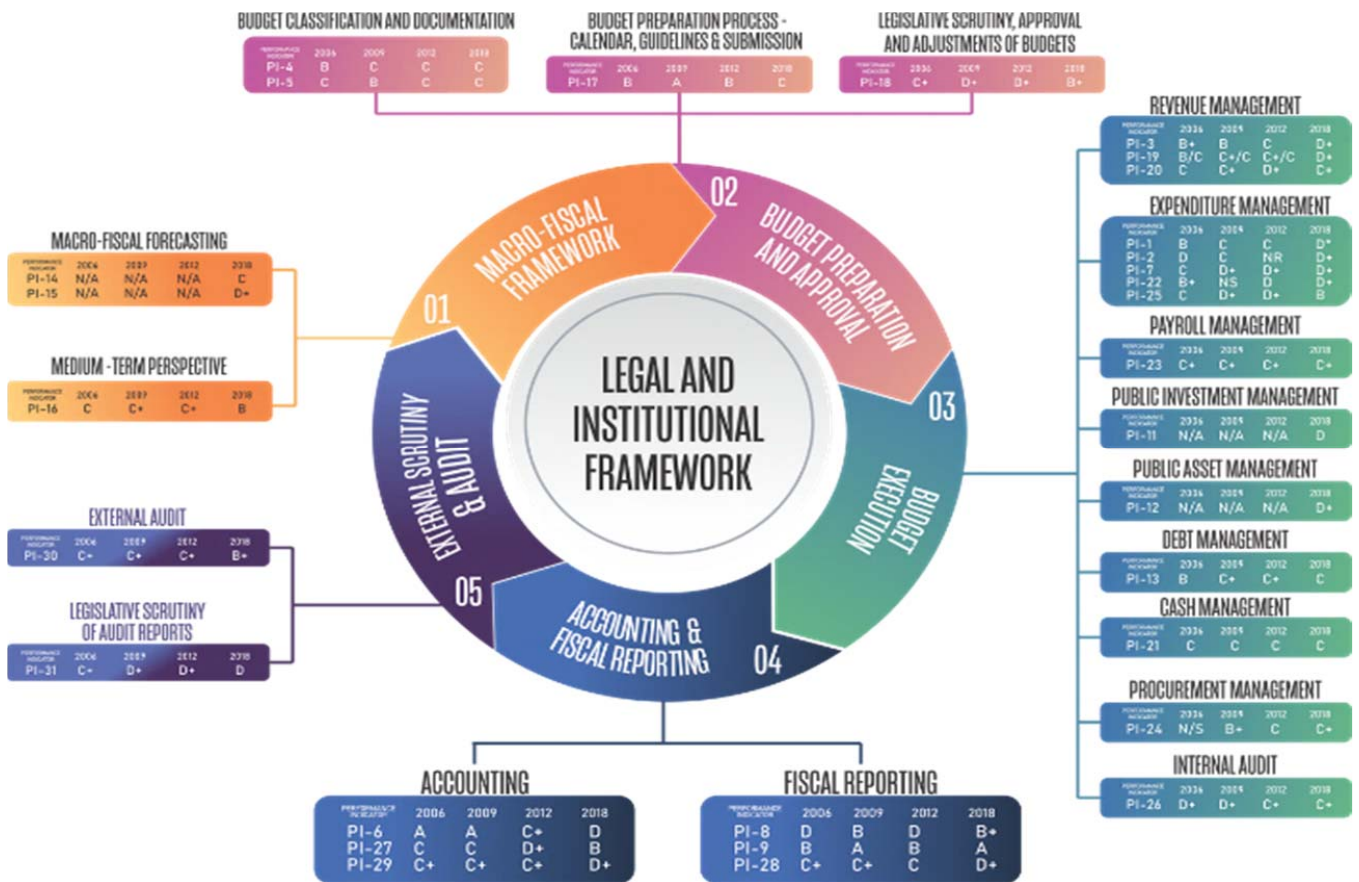 BUDGET CLASSIFICATION AND DOCUMENTATION
PERFORMANCE INDICATOR 2006 2009 2012 2018
PI-4 B C C C
PI-5 C B C C
BUDGET PREPARATION PROCESS -
CALENDAR, GUIDELINES & SUBMISSION
PERFORMANCE INDICATOR 2006 2009 2012 2018
PI-17 B A B C
LEGISLATIVE SCRUTINY, APPROVAL
AND ADJUSTMENTS OF BUDGETS
PERFORMANCE INDICATOR 2006 2009 2012 2018
PI-18 C+ D+ D+ B+
01
MACRO-FISCAL
FRAMEWORK
02
BUDGET PREPARATION
AND APPROVAL
03
BUDGET
EXECUTION
04
ACCOUNTING &
FISCAL REPORTING
05
EXTERNAL SCRUTINY
& AUDIT
LEGAL AND
INSTITUTIONAL
FRAMEWORK
MACRO-FISCAL FORECASTING
PERFORMANCE INDICATOR 2006 2009 2012 2018
PI-14 N/A N/A N/A C
PI-15 N/A N/A N/A D+
MEDIUM -TERM PERSPECTIVE
PERFORMANCE INDICATOR 2006 2009 2012 2018
PI-16 C C+ C+ B
EXTERNAL AUDIT
PERFORMANCE INDICATOR 2006 2009 2012 2018
PI-30 C+ C+ C+ B+
LEGISLATIVE SCRUTINY
OF AUDIT REPORTS
PERFORMANCE INDICATOR 2006 2009 2012 2018
PI-31 C+ D+ D+ D
REVENUE MANAGEMENT
PERFORMANCE INDICATOR 2006 2009 2012 2018
PI-3 B+ B C D+
PI-19 B/C C+/C C+/C D+
PI-20 C C+ D+ C+
EXPENDITURE MANAGEMENT
PERFORMANCE INDICATOR 2006 2009 2012 2018
PI-1 B C C D*
PI-2 D C NR D+
PI-7 C D+ D+ D+
PI-22 B+ NS D D+
PI-25 C D+ D+ B
PAYROLL MANAGEMENT
PERFORMANCE INDICATOR 2006 2009 2012 2018
PI-23 C+ C+ C+ C+
PUBLIC INVESTMENT MANAGEMENT
PERFORMANCE INDICATOR 2006 2009 2012 2018
PI-11 N/A N/A N/A D
PUBLIC ASSET MANAGEMENT
PERFORMANCE INDICATOR 2006 2009 2012 2018
PI-12 N/A N/A N/A D+
DEBT MANAGEMENT
PERFORMANCE INDICATOR 2006 2009 2012 2018
PI-13 B C+ C+ C
CASH MANAGEMENT
PERFORMANCE INDICATOR 2006 2009 2012 2018
PI-21 C C C C
PROCUREMENT MANAGEMENT
PERFORMANCE INDICATOR 2006 2009 2012 2018
PI-24 N/S B+ C C+
INTERNAL AUDIT
PERFORMANCE INDICATOR 2006 2009 2012 2018
PI-26 D+ D+ C+ C+
ACCOUNTING
PERFORMANCE INDICATOR 2006 2009 2012 2018
PI-6 A A C+ D
PI-27 C C D+ B
PI-29 C+ C+ C+ D+
FISCAL REPORTING
PERFORMANCE INDICATOR 2006 2009 2012 2018
PI-8 D B D B+
PI-9 B A B A
PI-28 C+ C+ C D+